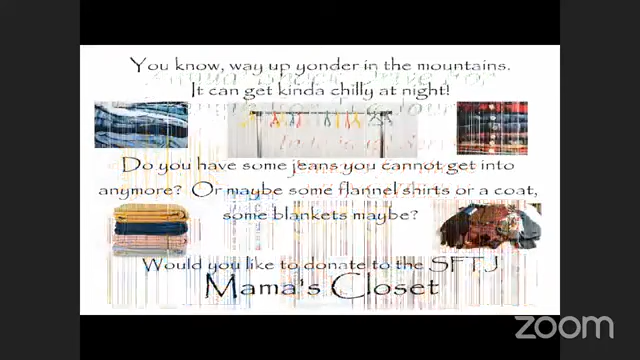 You know, way up yonder in the mountains.
It can get kinda chilly at night!
Do you have some jeans you cannot get into
anymore? Or maybe some flannel shirts or a coat,
some blankets maybe?
Would you like to donate to the SFTJ
Mama's Closet
zoom